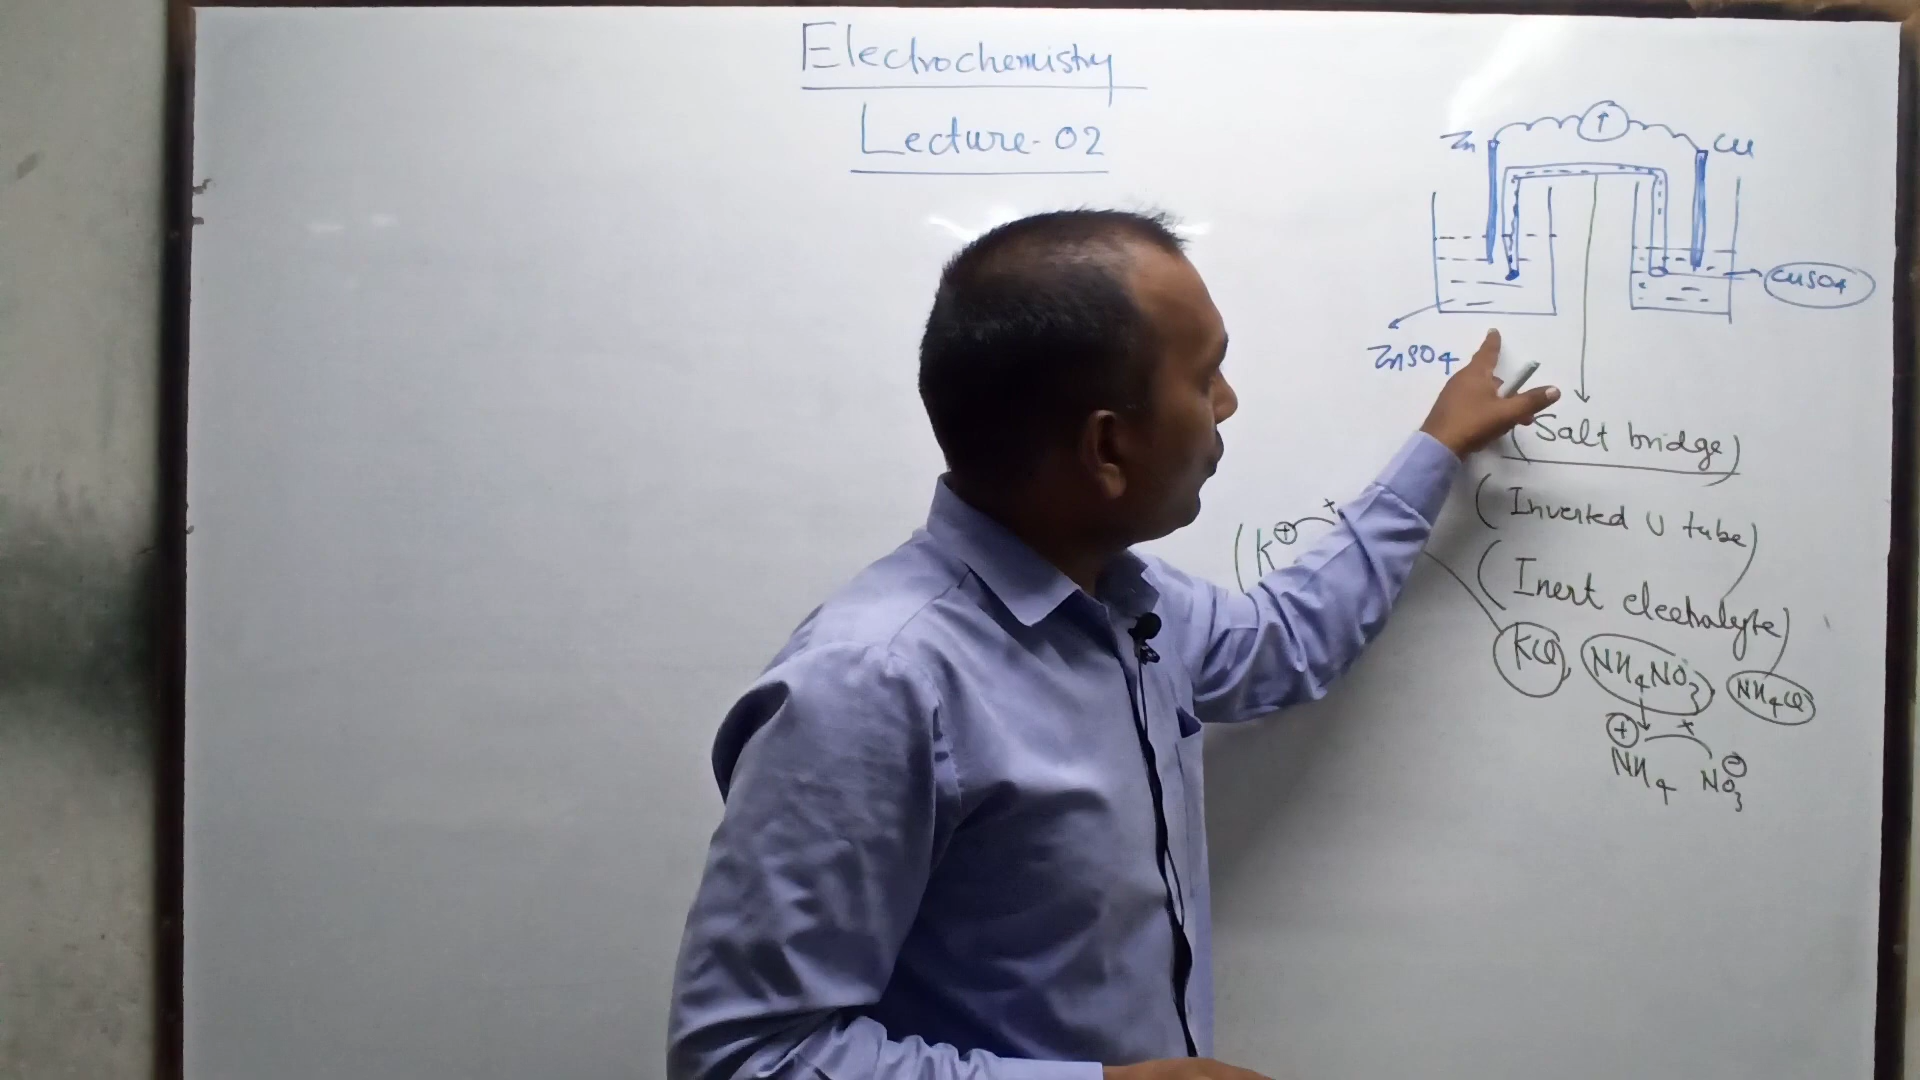 Electrochemistry
Lecture-02
Zn
↑
Cu
CuSO4
ZnSO4
(Salt bridge)
(Inverted U tube)
(K⊕ x
(Inert electrolyte)
KCl, NH4NO3, NH4Cl
⊕ x ⊖
NH4 NO3